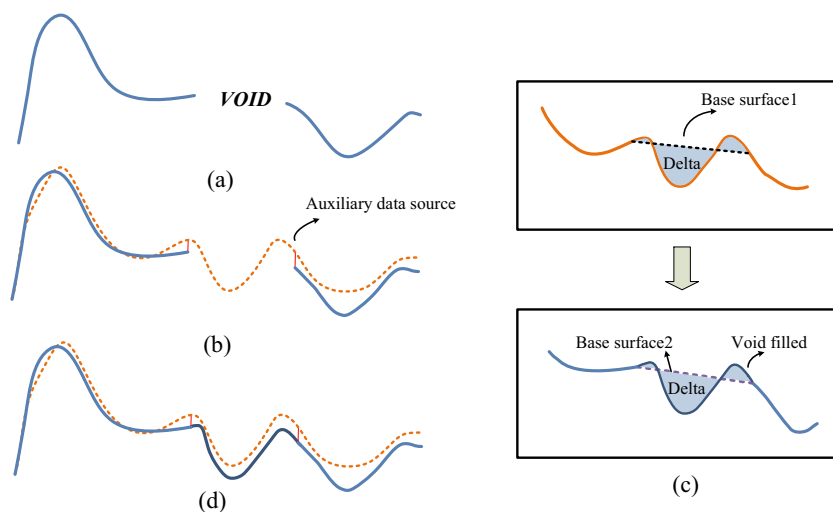 VOID
(a)
Auxiliary data source
(b)
(d)
Base surface1
Delta
Base surface2
Void filled
Delta
(c)